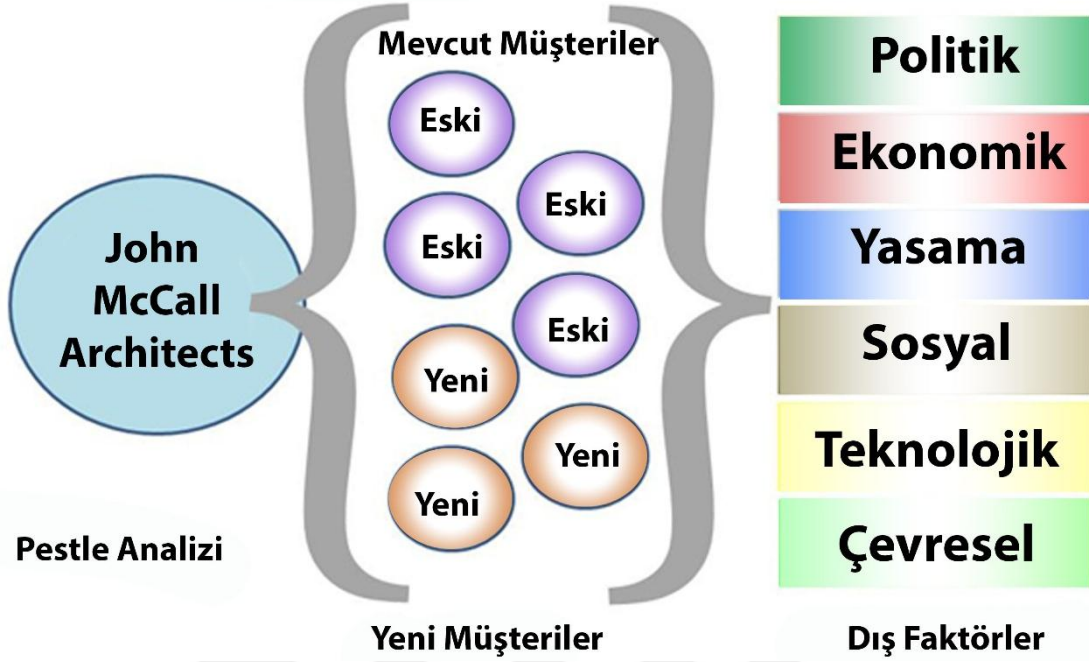 John
McCall
Architects
Pestle Analizi
Mevcut Müşteriler
Eski
Eski
Eski
Eski
Yeni
Yeni
Yeni
Yeni Müşteriler
Politik
Ekonomik
Yasama
Sosyal
Teknolojik
Çevresel
Dış Faktörler